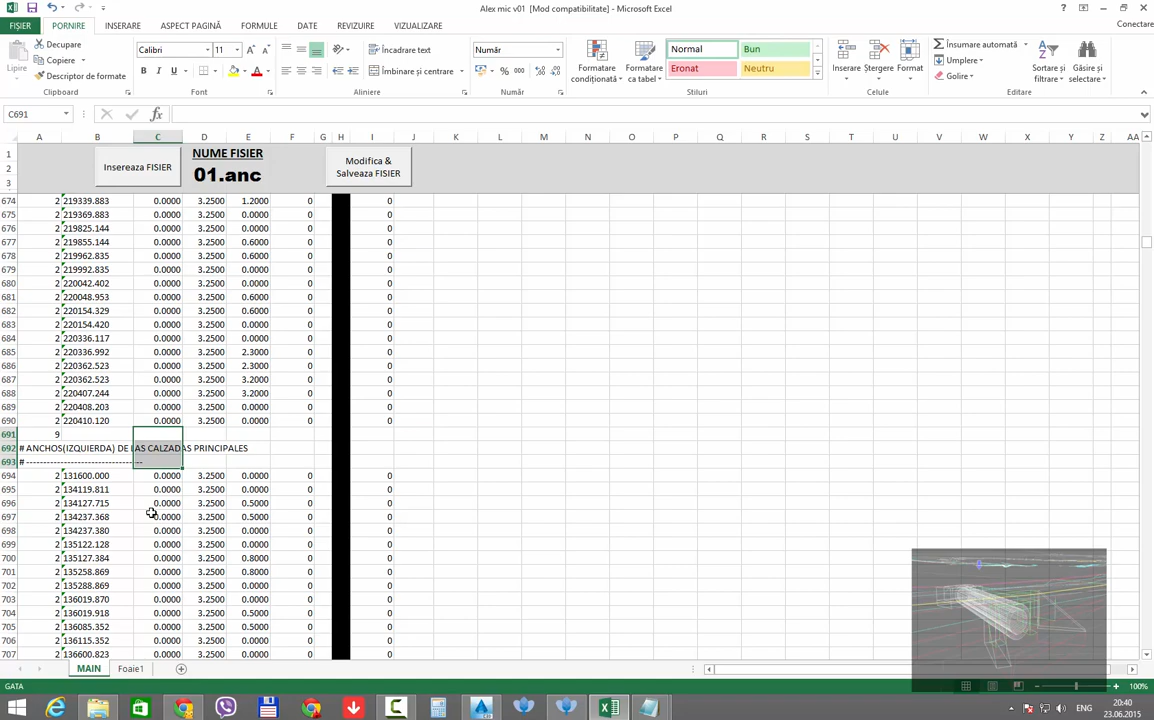 Alex mic v01 [Mod compatibilitate] - Microsoft Excel
FIȘIER PORNIRE INSERARE ASPECT PAGINĂ FORMULE DATE REVIZUIRE VIZUALIZARE Conectare
Lipire
Decupare
Copiere
Descriptor de formate
Clipboard
Calibri 11
B I U
Font
Încadrare text
Îmbinare și centrare
Aliniere
Număr
% 000
Număr
Formatare condiționată
Formatare ca tabel
Normal Bun
Eronat Neutru
Stiluri
Inserare Ștergere Format
Celule
Însumare automată
Umplere
Golire
Sortare și filtrare
Găsire și selectare
Editare
C691
A B C D E F G H I J K L M N O P Q R S T U V W X Y Z AA
1
2
3
Insereaza FISIER
NUME FISIER
01.anc
Modifica & Salveaza FISIER
674 2 219339.883 0.0000 3.2500 1.2000 0 0
675 2 219369.883 0.0000 3.2500 0.0000 0 0
676 2 219825.144 0.0000 3.2500 0.0000 0 0
677 2 219855.144 0.0000 3.2500 0.6000 0 0
678 2 219962.835 0.0000 3.2500 0.6000 0 0
679 2 219992.835 0.0000 3.2500 0.0000 0 0
680 2 220042.402 0.0000 3.2500 0.0000 0 0
681 2 220048.953 0.0000 3.2500 0.6000 0 0
682 2 220154.329 0.0000 3.2500 0.6000 0 0
683 2 220154.420 0.0000 3.2500 0.0000 0 0
684 2 220336.117 0.0000 3.2500 0.0000 0 0
685 2 220336.992 0.0000 3.2500 2.3000 0 0
686 2 220362.523 0.0000 3.2500 2.3000 0 0
687 2 220362.523 0.0000 3.2500 3.2000 0 0
688 2 220407.244 0.0000 3.2500 3.2000 0 0
689 2 220408.203 0.0000 3.2500 0.0000 0 0
690 2 220410.120 0.0000 3.2500 0.0000 0 0
691 9
692 # ANCHOS(IZQUIERDA) DE LAS CALZADAS PRINCIPALES
693 # ----------------------------------
694 2 131600.000 0.0000 3.2500 0.0000 0 0
695 2 134119.811 0.0000 3.2500 0.0000 0 0
696 2 134127.715 0.0000 3.2500 0.5000 0 0
697 2 134237.368 0.0000 3.2500 0.5000 0 0
698 2 134237.380 0.0000 3.2500 0.0000 0 0
699 2 135122.128 0.0000 3.2500 0.0000 0 0
700 2 135127.384 0.0000 3.2500 0.8000 0 0
701 2 135258.869 0.0000 3.2500 0.8000 0 0
702 2 135288.869 0.0000 3.2500 0.0000 0 0
703 2 136019.870 0.0000 3.2500 0.0000 0 0
704 2 136019.918 0.0000 3.2500 0.5000 0 0
705 2 136085.352 0.0000 3.2500 0.5000 0 0
706 2 136115.352 0.0000 3.2500 0.0000 0 0
707 2 136600.823 0.0000 3.2500 0.0000 0 0
MAIN Foaie1
GATA 100%
ENG 20:40
23.06.2015